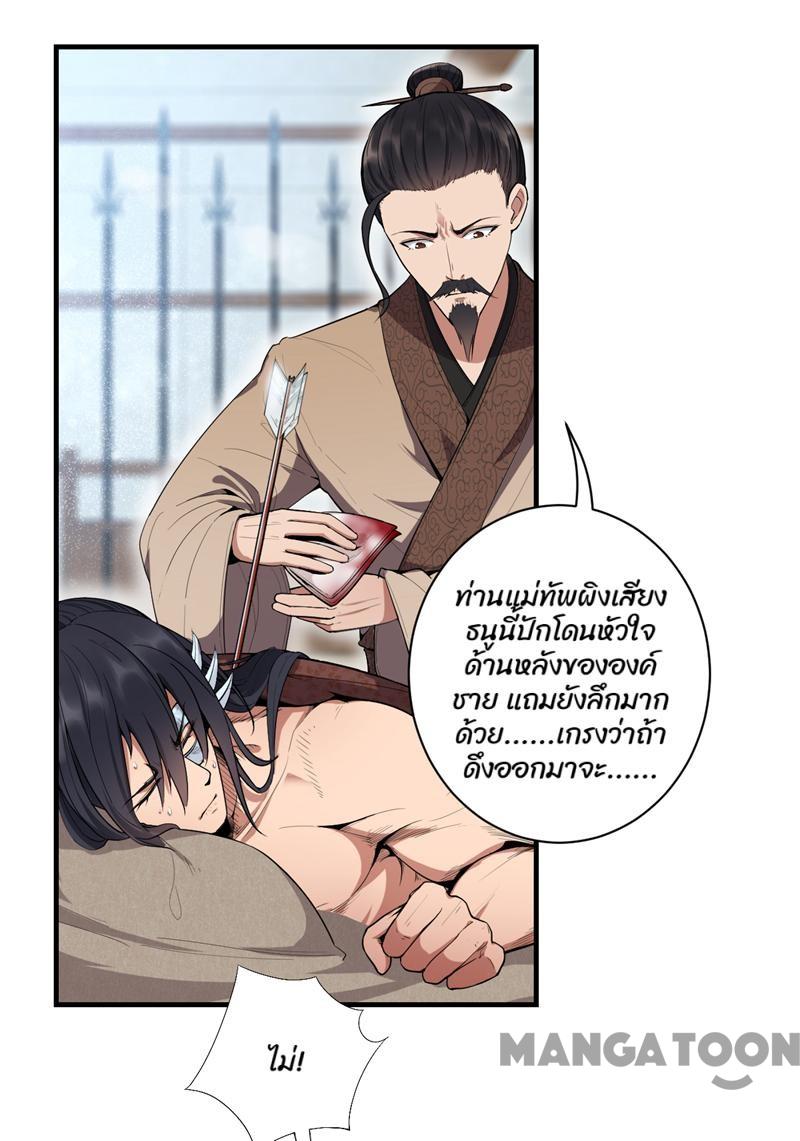 ท่านแม่ทัพผิงเสียง
ธนูนี้ปักโดนหัวใจ
ด้านหลังขององค์
ชาย แถมยังลึกมาก
ด้วย......เกรงว่าถ้า
ดึงออกมาจะ......
ไม่!
MANGATOON